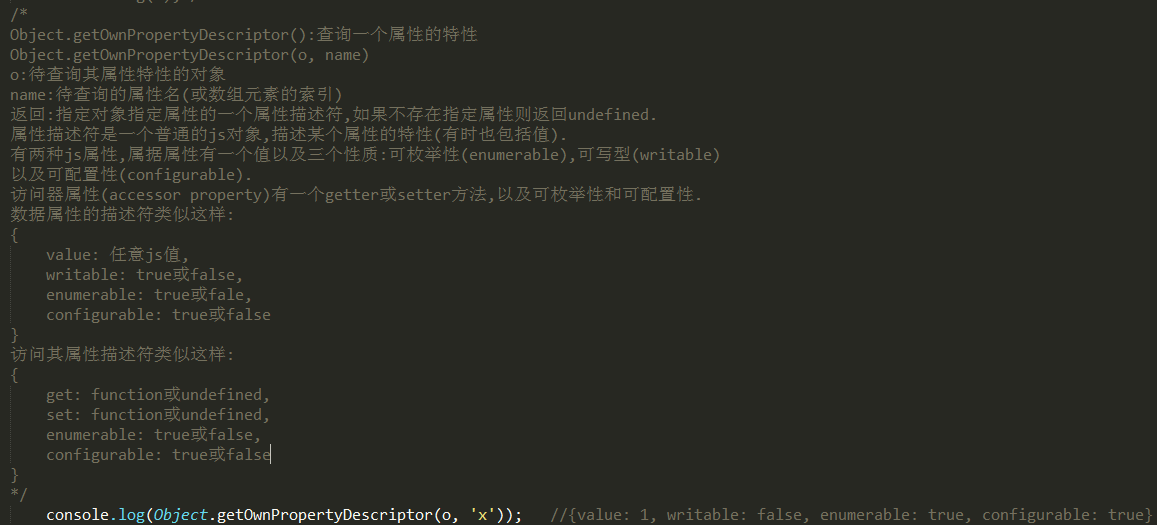 /*
Object.getOwnPropertyDescriptor():查询一个属性的特性
Object.getOwnPropertyDescriptor(o, name)
o:待查询其属性特性的对象
name:待查询的属性名(或数组元素的索引)
返回:指定对象指定属性的一个属性描述符,如果不存在指定属性则返回undefined.
属性描述符是一个普通的js对象,描述某个属性的特性(有时也包括值).
有两种js属性,属据属性有一个值以及三个性质:可枚举性(enumerable),可写型(writable)
以及可配置性(configurable).
访问器属性(accessor property)有一个getter或setter方法,以及可枚举性和可配置性.
数据属性的描述符类似这样:
{
    value: 任意js值,
    writable: true或false,
    enumerable: true或fale,
    configurable: true或false
}
访问其属性描述符类似这样:
{
    get: function或undefined,
    set: function或undefined,
    enumerable: true或false,
    configurable: true或false
}
*/
    console.log(Object.getOwnPropertyDescriptor(o, 'x'));   //{value: 1, writable: false, enumerable: true, configurable: true}